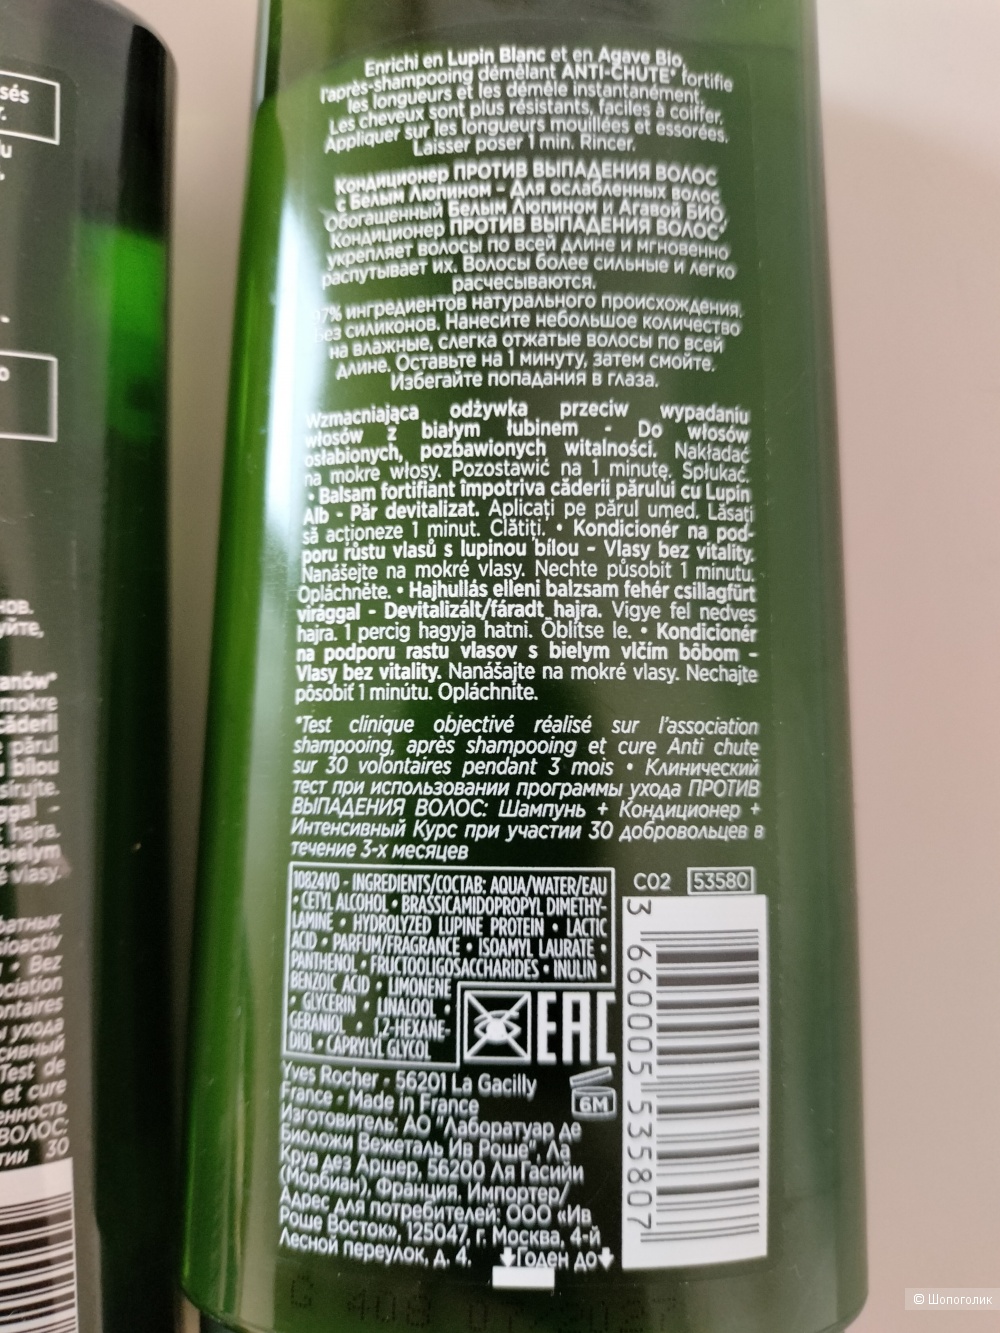 Enrichi en Lupin Blanc et en Agave Bio,
l'après-shampooing démêlant ANTI-CHUTE* fortifie
les longueurs et les démêle instantanément.
Les cheveux sont plus résistants, faciles à coiffer.
Appliquer sur les longueurs mouillées et essorées.
Laisser poser 1 min. Rincer.
Кондиционер ПРОТИВ ВЫПАДЕНИЯ ВОЛОС
с Белым Люпином - Для ослабленных волос
Обогащенный Белым Люпином и Агавой БИО,
Кондиционер ПРОТИВ ВЫПАДЕНИЯ ВОЛОС*
укрепляет волосы по всей длине и мгновенно
распутывает их. Волосы более сильные и легко
расчесываются.
97% ингредиентов натурального происхождения.
Без силиконов. Нанесите небольшое количество
на влажные, слегка отжатые волосы по всей
длине. Оставьте на 1 минуту, затем смойте.
Избегайте попадания в глаза.
Wzmacniająca odżywka przeciw wypadaniu
włosów z białym łubinem - Do włosów
osłabionych, pozbawionych witalności. Nakładać
na mokre włosy. Pozostawić na 1 minutę. Spłukać.
• Balsam fortifiant împotriva căderii părului cu Lupin
Alb - Păr devitalizat. Aplicați pe părul umed. Lăsați
să acționeze 1 minut. Clătiți. • Kondicionér na pod-
poru růstu vlasů s lupinou bílou - Vlasy bez vitality.
Nanášejte na mokré vlasy. Nechte působit 1 minutu.
Opláchněte. • Hajhullás elleni balzsam fehér csillagfürt
virággal - Devitalizált/fáradt hajra. Vigye fel nedves
hajra. 1 percig hagyja hatni. Öblítse le. • Kondicionér
na podporu rastu vlasov s bielym vlčím bôbom -
Vlasy bez vitality. Nanášajte na mokré vlasy. Nechajte
pôsobiť 1 minútu. Opláchnite.
*Test clinique objectivé réalisé sur l'association
shampooing, après shampooing et cure Anti chute
sur 30 volontaires pendant 3 mois • Клинический
тест при использовании программы ухода ПРОТИВ
ВЫПАДЕНИЯ ВОЛОС: Шампунь + Кондиционер +
Интенсивный Курс при участии 30 добровольцев в
течение 3-х месяцев
10824V0 - INGREDIENTS/СОСТАВ: AQUA/WATER/EAU
• CETYL ALCOHOL • BRASSICAMIDOPROPYL DIMETHY-
LAMINE • HYDROLYZED LUPINE PROTEIN • LACTIC
ACID • PARFUM/FRAGRANCE • ISOAMYL LAURATE •
PANTHENOL • FRUCTOOLIGOSACCHARIDES • INULIN •
BENZOIC ACID • LIMONENE
• GLYCERIN • LINALOOL •
GERANIOL • 1,2-HEXANE-
DIOL • CAPRYLYL GLYCOL
EAC
C02 53580
3 660005 535807
6M
Yves Rocher - 56201 La Gacilly
France - Made in France
Изготовитель: АО "Лаборатуар де
Биоложи Вежеталь Ив Роше", Ла
Круа дез Аршер, 56200 Ля Гасийи
(Морбиан), Франция. Импортер/
Адрес для потребителей: ООО «Ив
Роше Восток», 125047, г. Москва, 4-й
Лесной переулок, д. 4.
Годен до
© Шопоголик